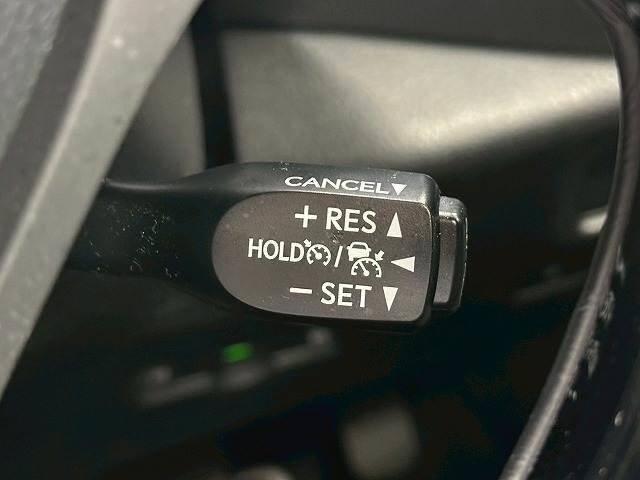 CANCEL▼
+ RES ▲
HOLD / ◀
− SET ▼